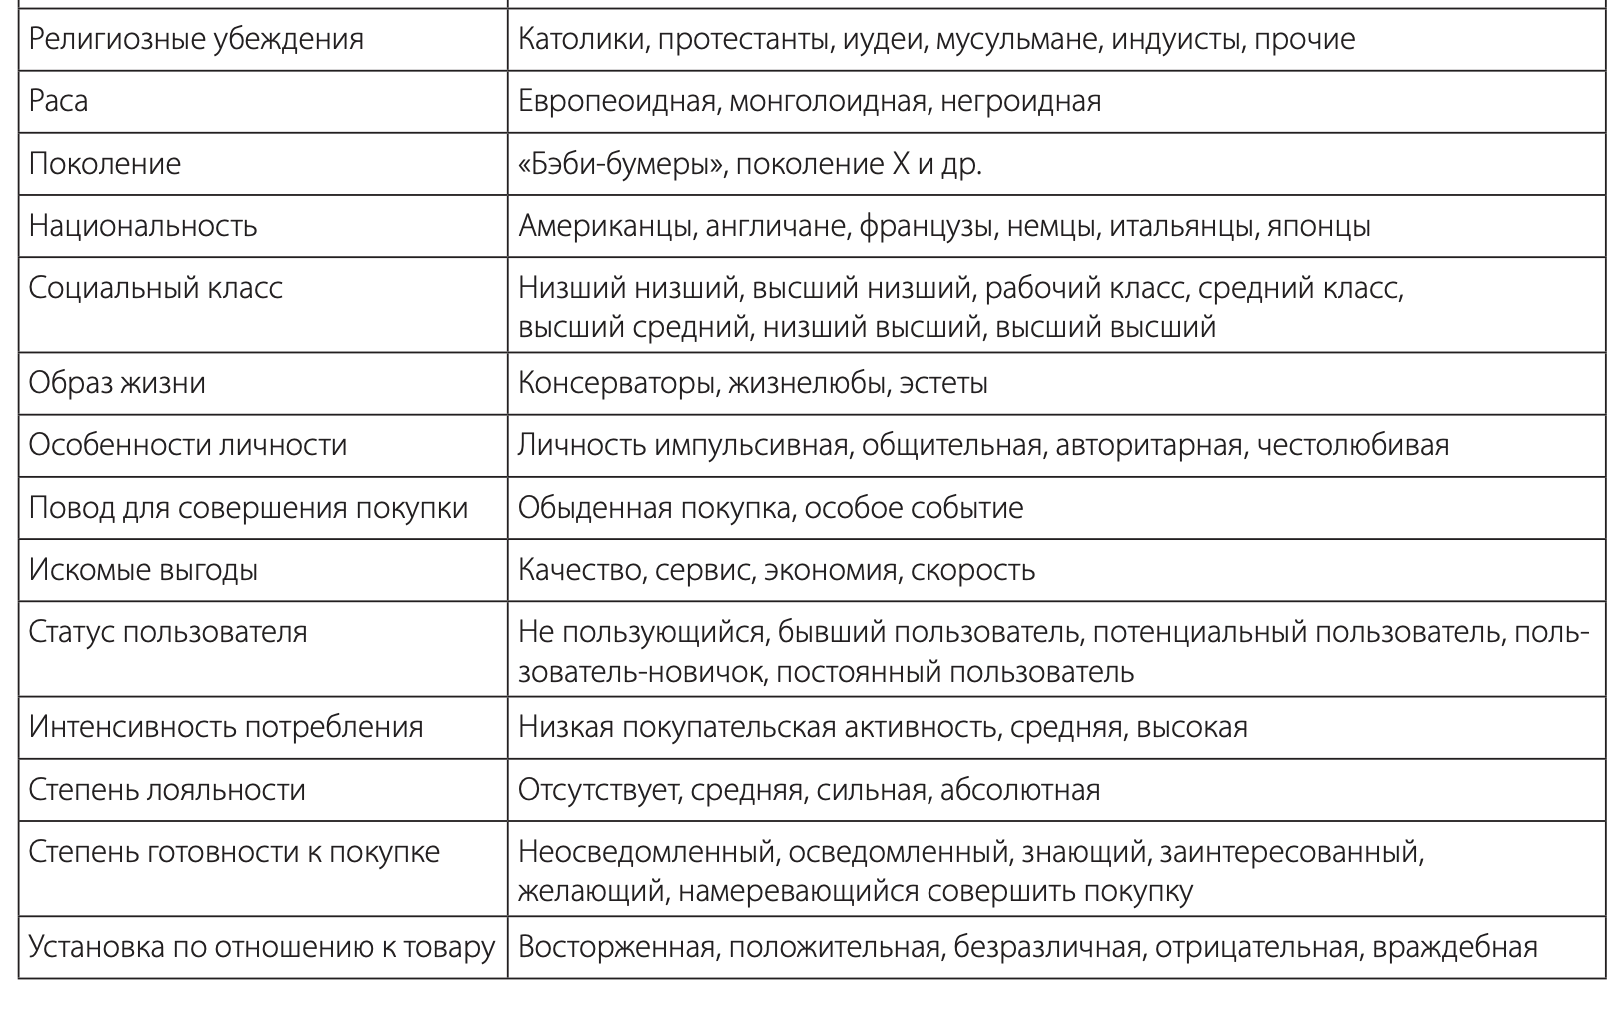 Религиозные убеждения
Католики, протестанты, иудеи, мусульмане, индуисты, прочие
Раса
Европеоидная, монголоидная, негроидная
Поколение
«Бэби-бумеры», поколение X и др.
Национальность
Американцы, англичане, французы, немцы, итальянцы, японцы
Социальный класс
Низший низший, высший низший, рабочий класс, средний класс,
высший средний, низший высший, высший высший
Образ жизни
Консерваторы, жизнелюбы, эстеты
Особенности личности
Личность импульсивная, общительная, авторитарная, честолюбивая
Повод для совершения покупки
Обыденная покупка, особое событие
Искомые выгоды
Качество, сервис, экономия, скорость
Статус пользователя
Не пользующийся, бывший пользователь, потенциальный пользователь, поль-
зователь-новичок, постоянный пользователь
Интенсивность потребления
Низкая покупательская активность, средняя, высокая
Степень лояльности
Отсутствует, средняя, сильная, абсолютная
Степень готовности к покупке
Неосведомленный, осведомленный, знающий, заинтересованный,
желающий, намеревающийся совершить покупку
Установка по отношению к товару
Восторженная, положительная, безразличная, отрицательная, враждебная